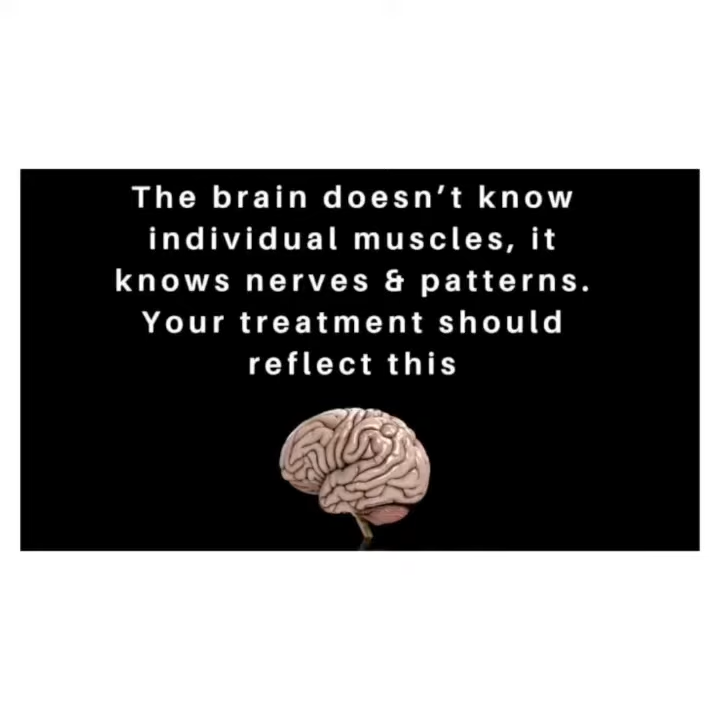 The brain doesn’t know
individual muscles, it
knows nerves & patterns.
Your treatment should
reflect this